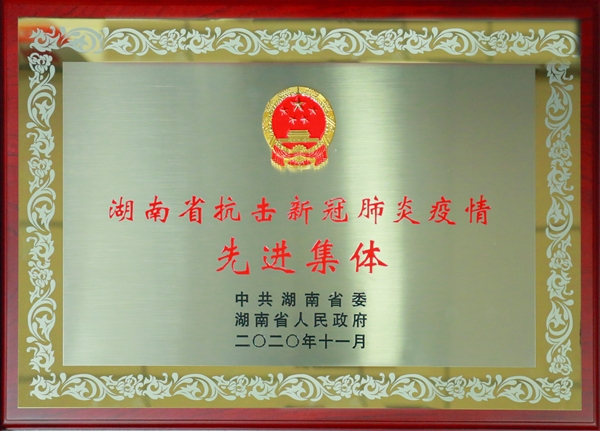 湖南省抗击新冠肺炎疫情
先进集体
中共湖南省委
湖南省人民政府
二〇二〇年十一月